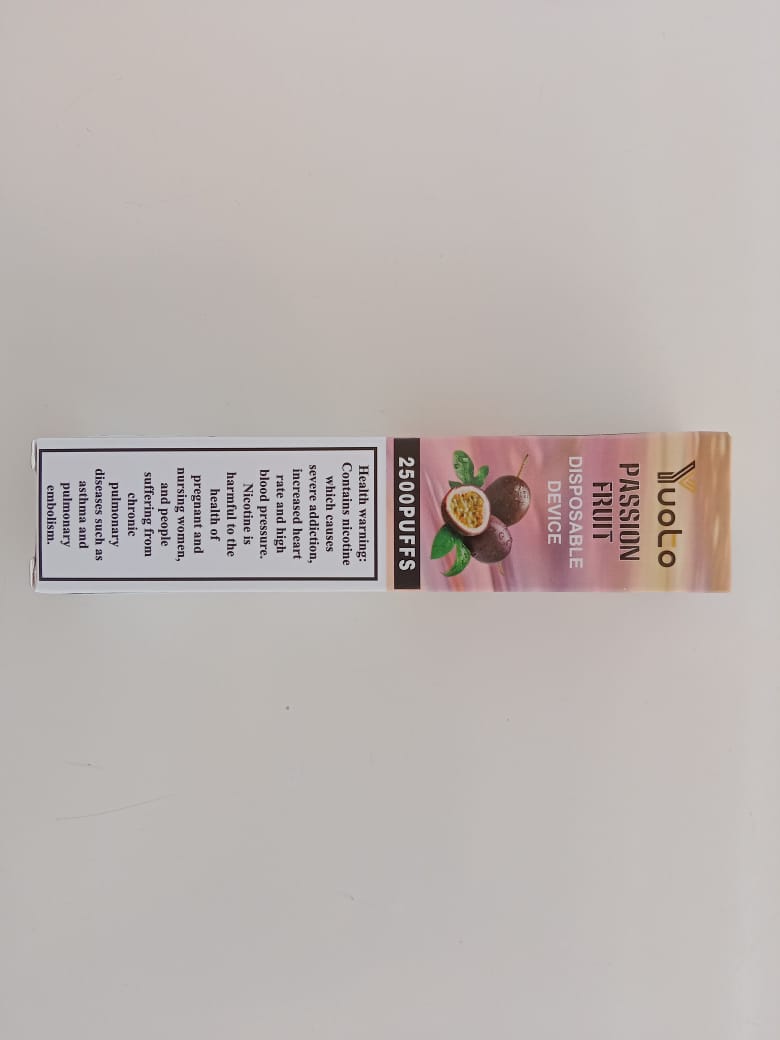 Yuoto
PASSION
FRUIT
DISPOSABLE
DEVICE
2500PUFFS
Health warning:
Contains nicotine
which causes
severe addiction,
increased heart
rate and high
blood pressure.
Nicotine is
harmful to the
health of
pregnant and
nursing women,
and people
suffering from
chronic
pulmonary
diseases such as
asthma and
pulmonary
embolism.